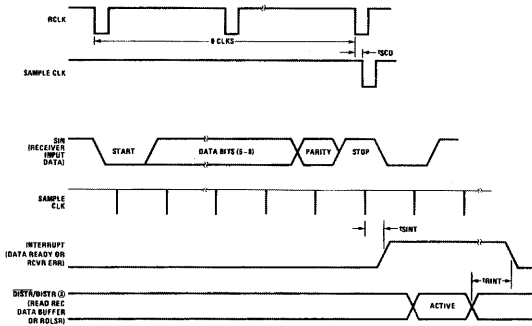 RCLK
8 CLKS
tSCD
SAMPLE CLK
SIN
(RECEIVER
INPUT
DATA)
START
DATA BITS (5–8)
PARITY
STOP
SAMPLE
CLK
tSINT
INTERRUPT
(DATA READY OR
RCVR ERR)
tRINT
DISTR/DISTR ②
(READ REC
DATA BUFFER
OR RDLSR)
ACTIVE